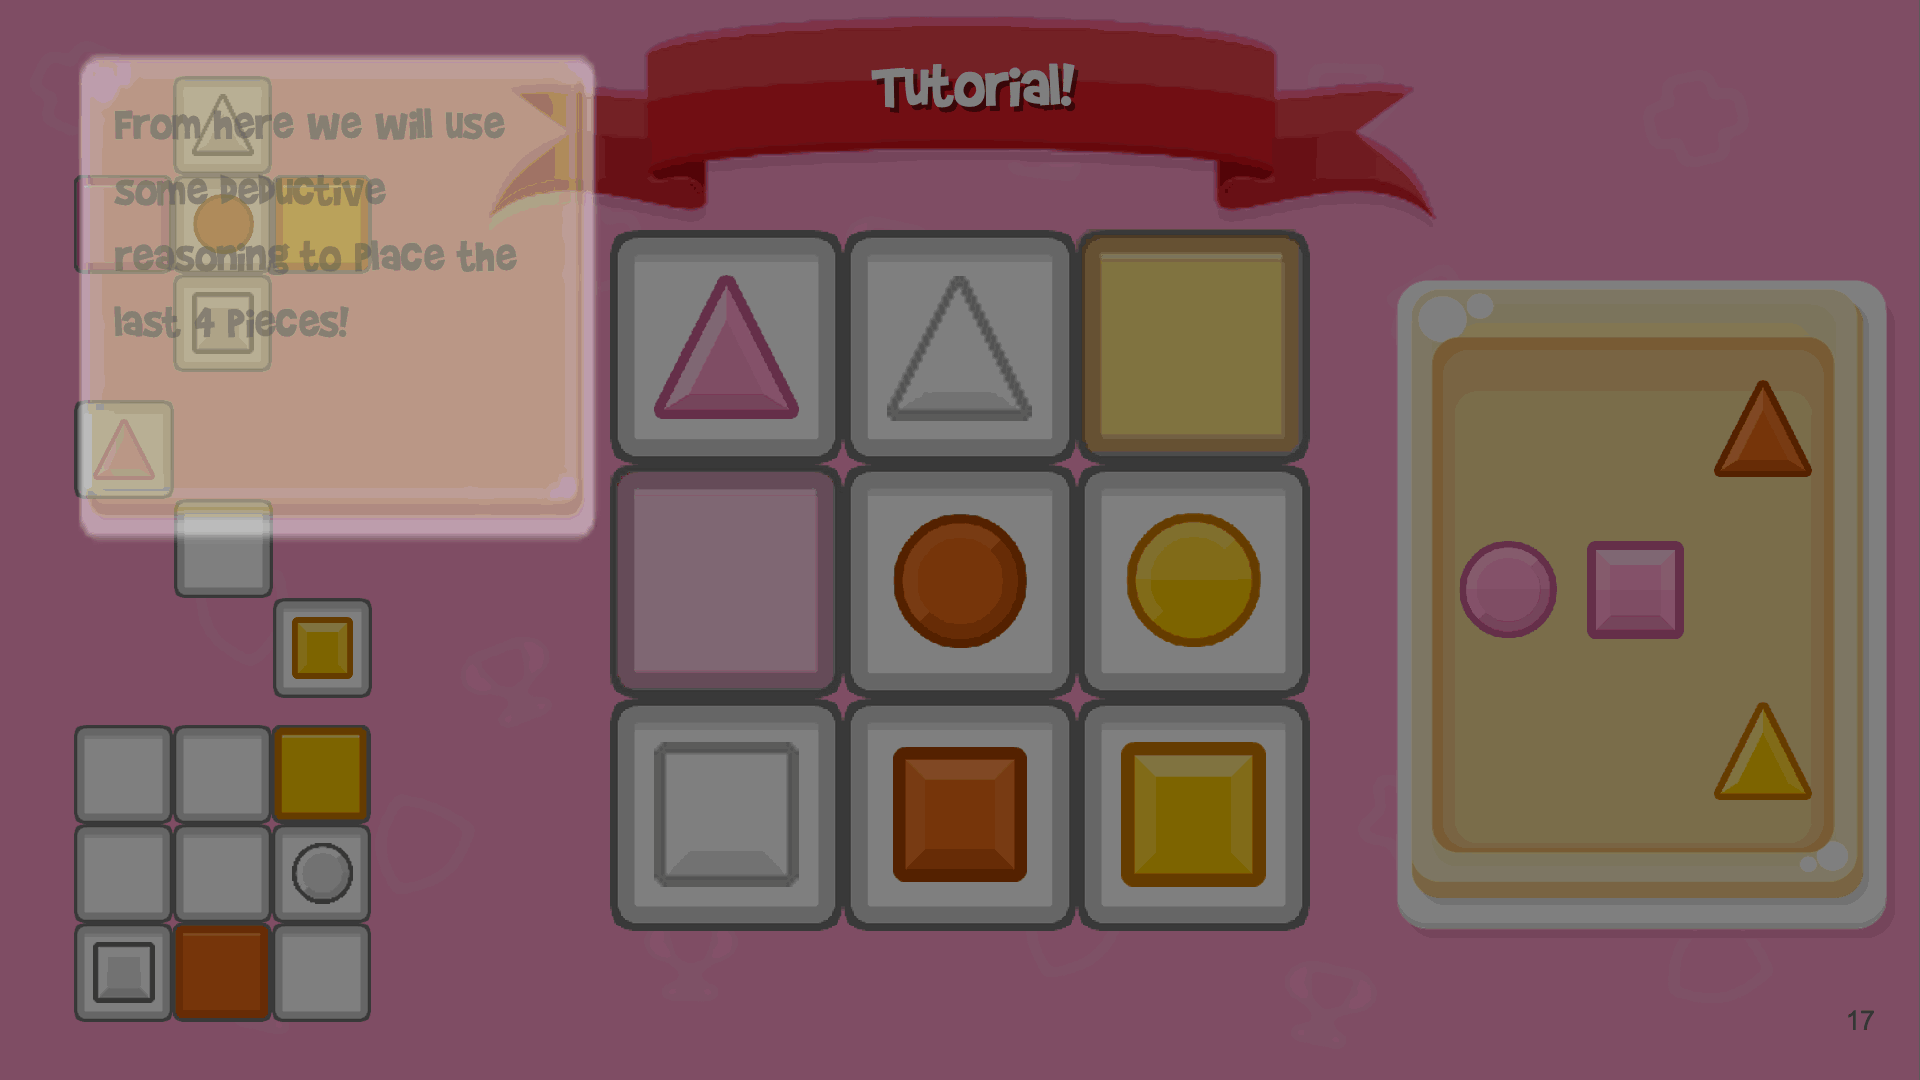 Tutorial!
From here we will use
some Deductive
reasoning to Place the
last 4 Pieces!
17